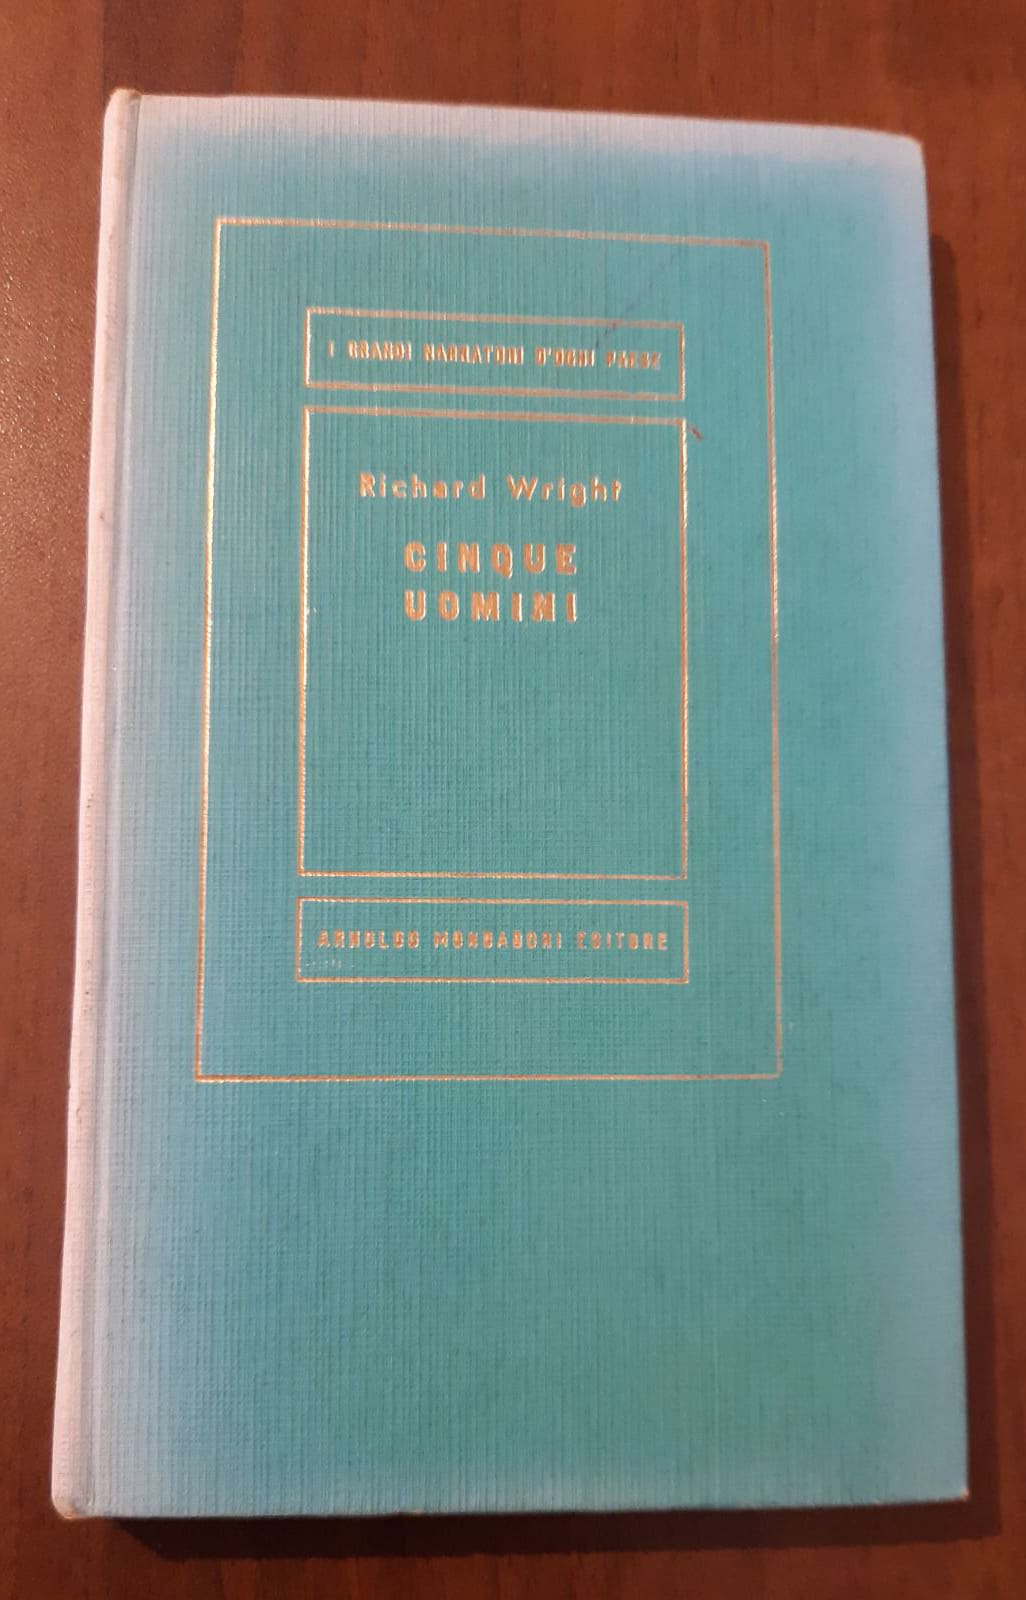 I GRANDI NARRATORI D'OGNI PAESE
Richard Wright
CINQUE
UOMINI
ARNOLDO MONDADORI EDITORE